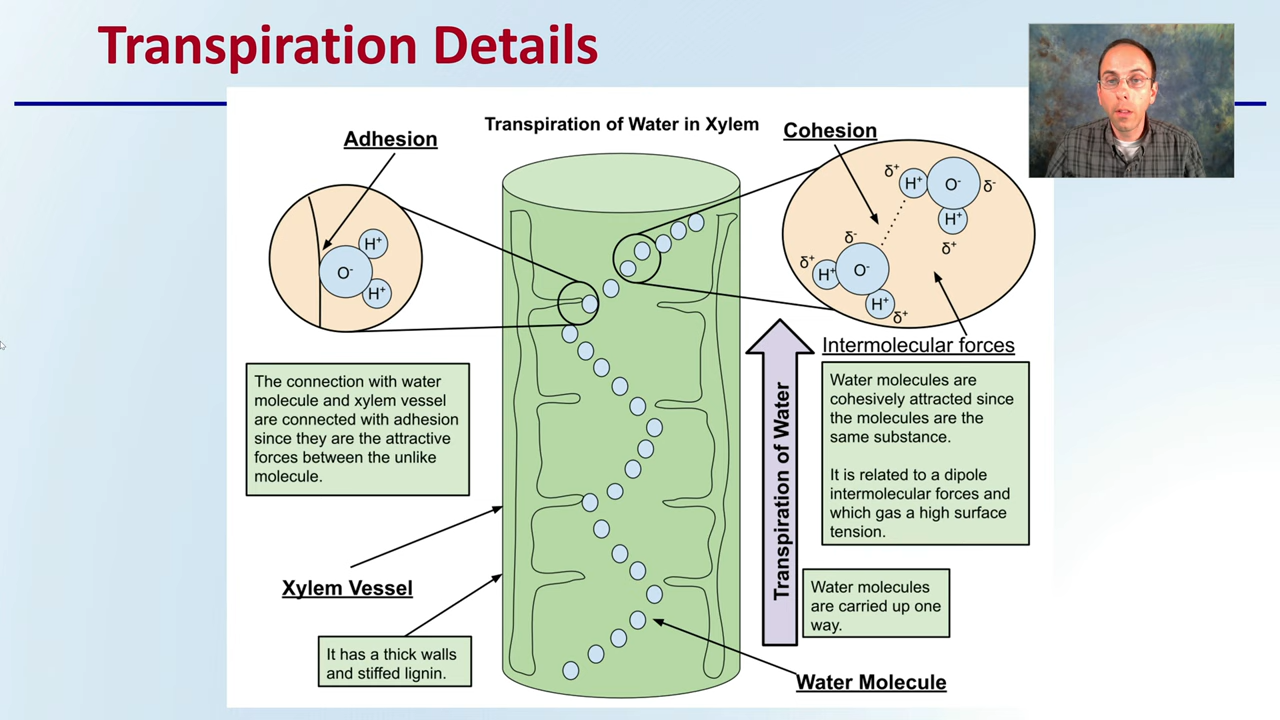 Transpiration Details
Transpiration of Water in Xylem
Adhesion
H⁺
O⁻
H⁺
Cohesion
δ⁺
H⁺
O⁻
δ⁻
H⁺
δ⁺
δ⁻
δ⁺
H⁺
O⁻
H⁺
δ⁺
Intermolecular forces
The connection with water
molecule and xylem vessel
are connected with adhesion
since they are the attractive
forces between the unlike
molecule.
Water molecules are
cohesively attracted since
the molecules are the
same substance.
It is related to a dipole
intermolecular forces and
which gas a high surface
tension.
Transpiration of Water
Xylem Vessel
It has a thick walls
and stiffed lignin.
Water molecules
are carried up one
way.
Water Molecule